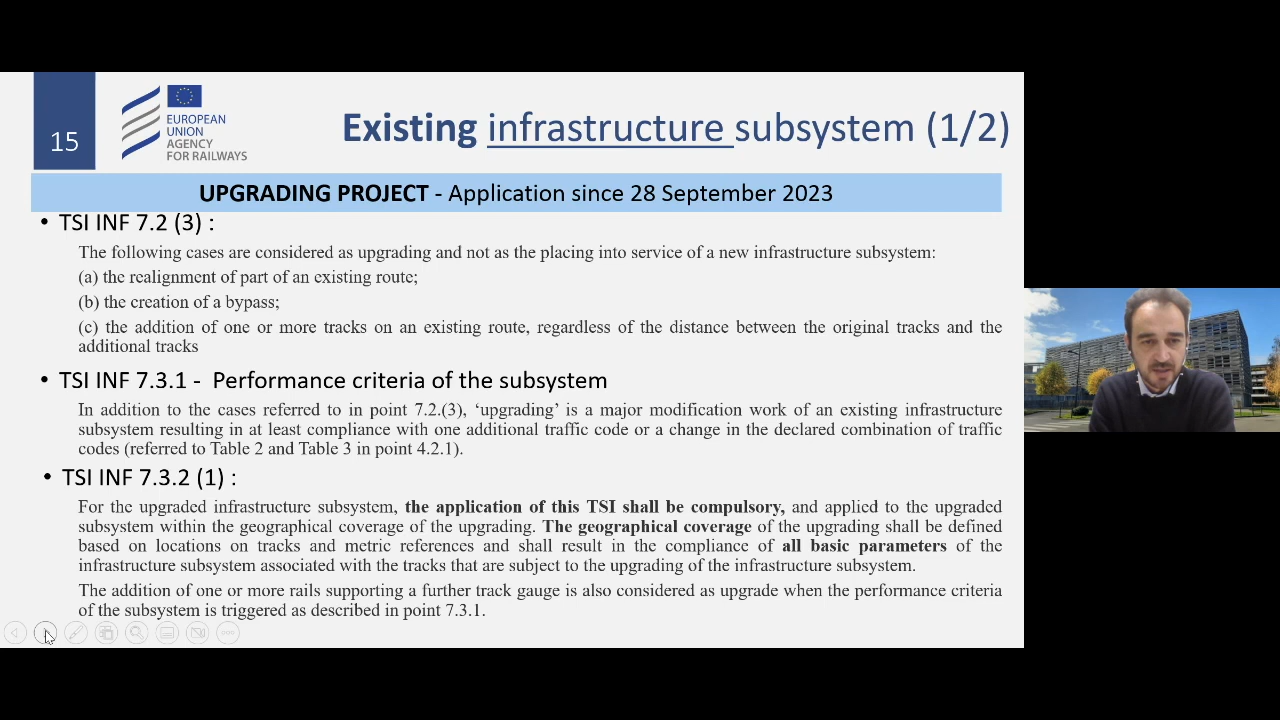 15
EUROPEAN
UNION
AGENCY
FOR RAILWAYS
Existing infrastructure subsystem (1/2)
UPGRADING PROJECT - Application since 28 September 2023
• TSI INF 7.2 (3) :
The following cases are considered as upgrading and not as the placing into service of a new infrastructure subsystem:
(a) the realignment of part of an existing route;
(b) the creation of a bypass;
(c) the addition of one or more tracks on an existing route, regardless of the distance between the original tracks and the
additional tracks
• TSI INF 7.3.1 - Performance criteria of the subsystem
In addition to the cases referred to in point 7.2.(3), ‘upgrading’ is a major modification work of an existing infrastructure
subsystem resulting in at least compliance with one additional traffic code or a change in the declared combination of traffic
codes (referred to Table 2 and Table 3 in point 4.2.1).
• TSI INF 7.3.2 (1) :
For the upgraded infrastructure subsystem, the application of this TSI shall be compulsory, and applied to the upgraded
subsystem within the geographical coverage of the upgrading. The geographical coverage of the upgrading shall be defined
based on locations on tracks and metric references and shall result in the compliance of all basic parameters of the
infrastructure subsystem associated with the tracks that are subject to the upgrading of the infrastructure subsystem.
The addition of one or more rails supporting a further track gauge is also considered as upgrade when the performance criteria
of the subsystem is triggered as described in point 7.3.1.